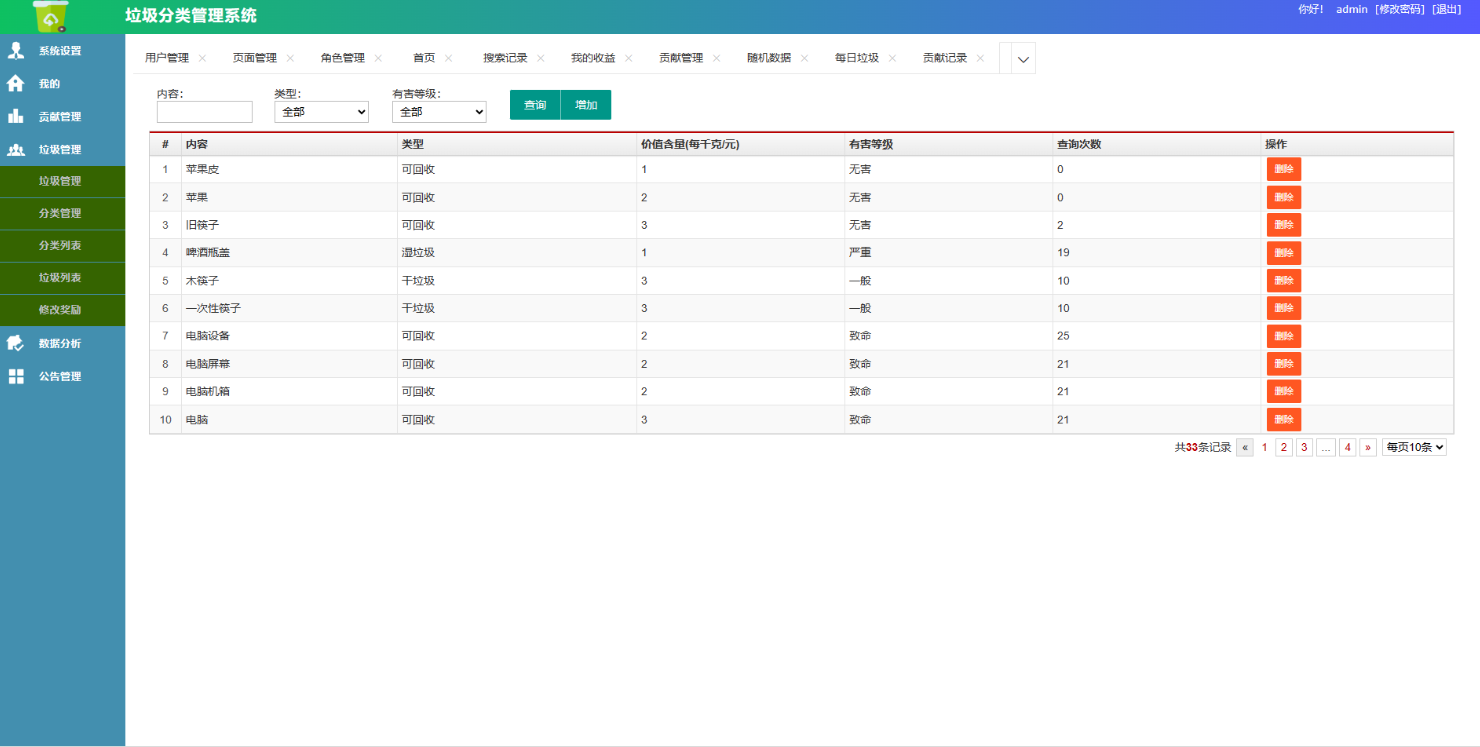 垃圾分类管理系统
你好! admin [修改密码] [退出]
系统设置
我的
贡献管理
垃圾管理
垃圾管理
分类管理
分类列表
垃圾列表
修改奖励
数据分析
公告管理
用户管理 × 页面管理 × 角色管理 × 首页 × 搜索记录 × 我的收益 × 贡献管理 × 随机数据 × 每日垃圾 × 贡献记录 ×
内容: 类型: 有害等级:
全部 全部 查询 增加
# 内容 类型 价值含量(每千克/元) 有害等级 查询次数 操作
1 苹果皮 可回收 1 无害 0 删除
2 苹果 可回收 2 无害 0 删除
3 旧筷子 可回收 3 无害 2 删除
4 啤酒瓶盖 湿垃圾 1 严重 19 删除
5 木筷子 干垃圾 3 一般 10 删除
6 一次性筷子 干垃圾 3 一般 10 删除
7 电脑设备 可回收 2 致命 25 删除
8 电脑屏幕 可回收 2 致命 21 删除
9 电脑机箱 可回收 2 致命 21 删除
10 电脑 可回收 3 致命 21 删除
共33条记录 « 1 2 3 ... 4 » 每页10条